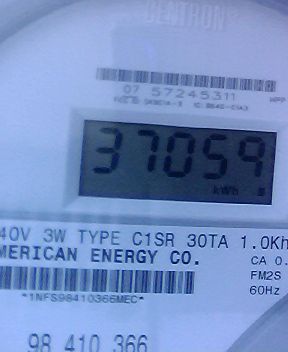 CENTRON
07 57245311
37059
kWh
40V 3W TYPE C1SR 30TA 1.0Kh
MERICAN ENERGY CO.
CA 0.
FM2S
60Hz
*1NFS98410366MEC*
98 410 366